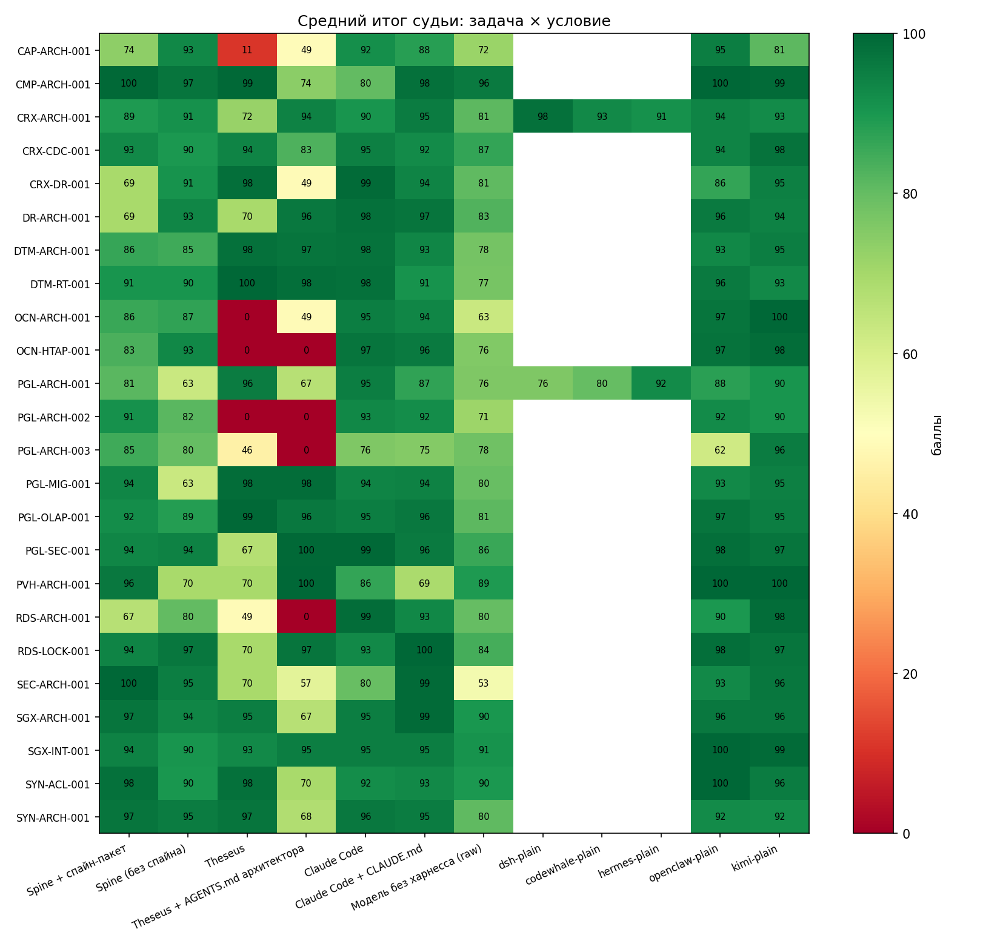 Средний итог судьи: задача × условие
CAP-ARCH-001 74 93 11 49 92 88 72 95 81
CMP-ARCH-001 100 97 99 74 80 98 96 100 99
CRX-ARCH-001 89 91 72 94 90 95 81 98 93 91 94 93
CRX-CDC-001 93 90 94 83 95 92 87 94 98
CRX-DR-001 69 91 98 49 99 94 81 86 95
DR-ARCH-001 69 93 70 96 98 97 83 96 94
DTM-ARCH-001 86 85 98 97 98 93 78 93 95
DTM-RT-001 91 90 100 98 98 91 77 96 93
OCN-ARCH-001 86 87 0 49 95 94 63 97 100
OCN-HTAP-001 83 93 0 0 97 96 76 97 98
PGL-ARCH-001 81 63 96 67 95 87 76 76 80 92 88 90
PGL-ARCH-002 91 82 0 0 93 92 71 92 90
PGL-ARCH-003 85 80 46 0 76 75 78 62 96
PGL-MIG-001 94 63 98 98 94 94 80 93 95
PGL-OLAP-001 92 89 99 96 95 96 81 97 95
PGL-SEC-001 94 94 67 100 99 96 86 98 97
PVH-ARCH-001 96 70 70 100 86 69 89 100 100
RDS-ARCH-001 67 80 49 0 99 93 80 90 98
RDS-LOCK-001 94 97 70 97 93 100 84 98 97
SEC-ARCH-001 100 95 70 57 80 99 53 93 96
SGX-ARCH-001 97 94 95 67 95 99 90 96 96
SGX-INT-001 94 90 93 95 95 95 91 100 99
SYN-ACL-001 98 90 98 70 92 93 90 100 96
SYN-ARCH-001 97 95 97 68 96 95 80 92 92
Spine + спайн-пакет
Spine (без спайна)
Theseus
Theseus + AGENTS.md архитектора
Claude Code
Claude Code + CLAUDE.md
Модель без харнесса (raw)
dsh-plain
codewhale-plain
hermes-plain
openclaw-plain
kimi-plain
100
80
60
40
20
0
баллы